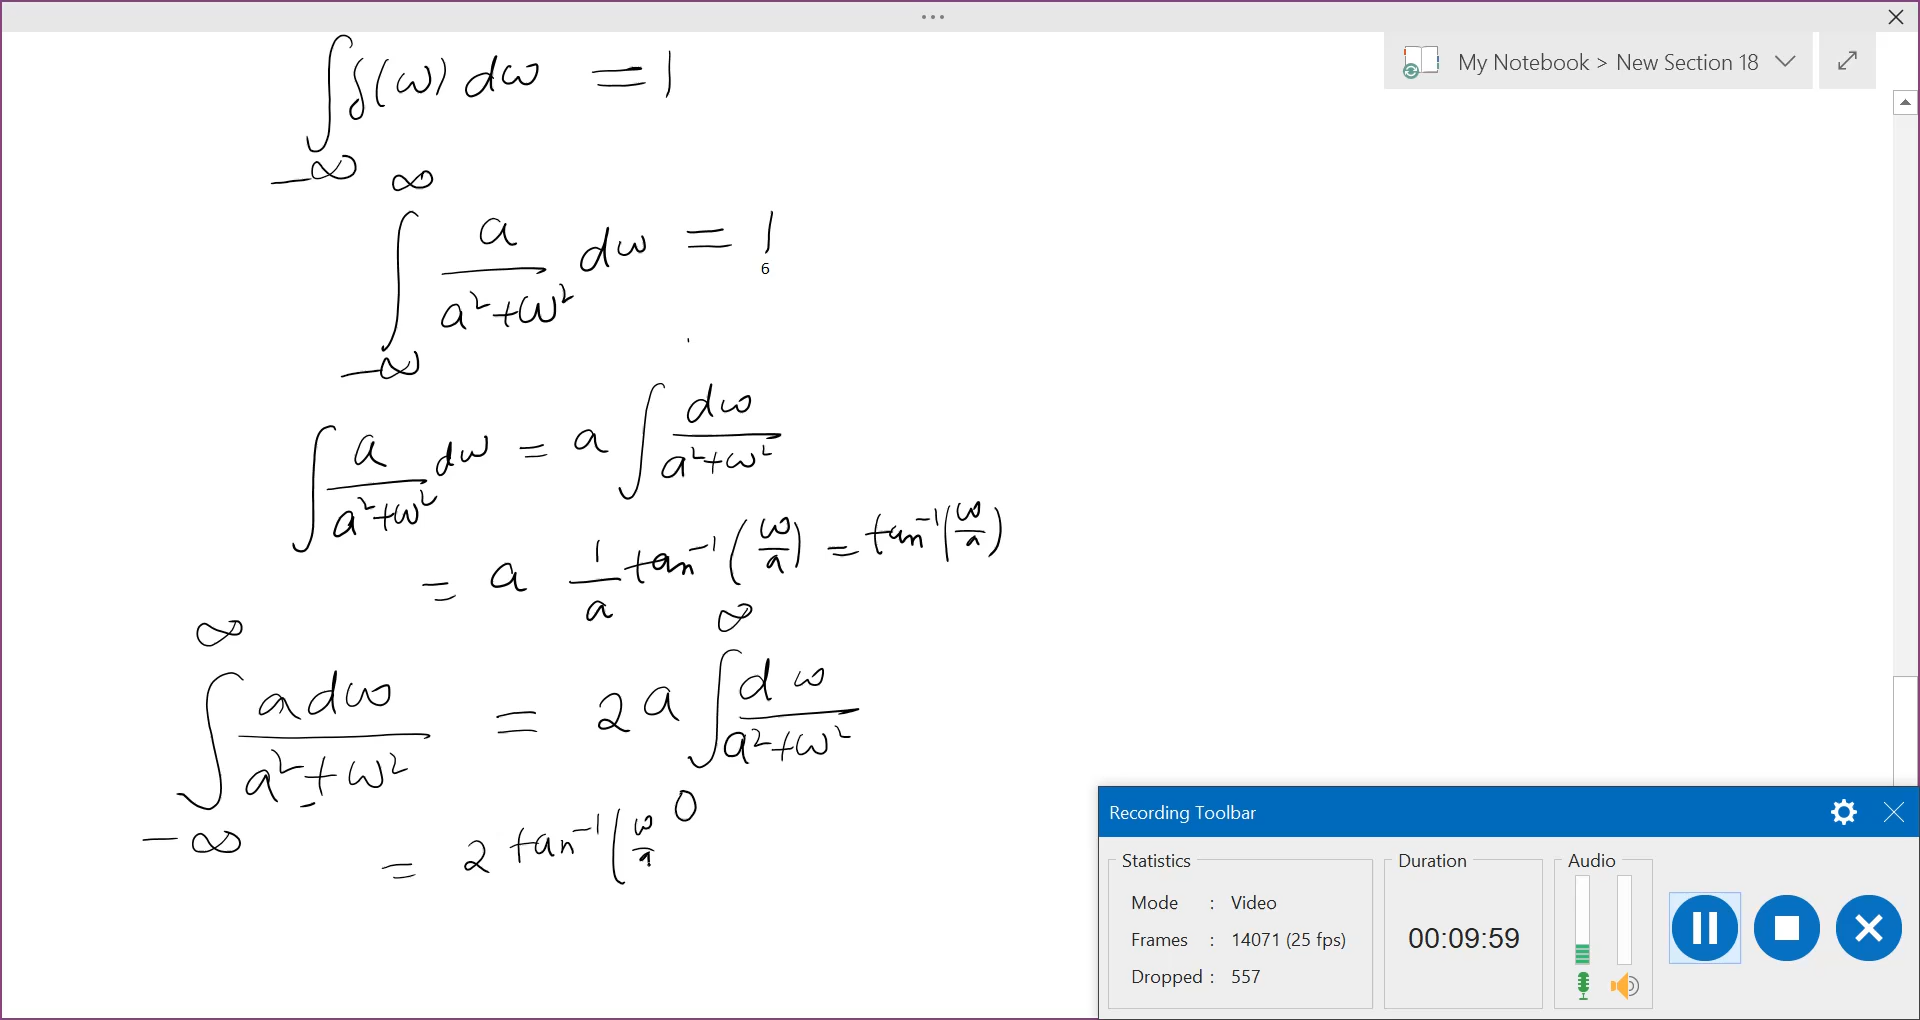 My Notebook > New Section 18
∫δ(ω) dω = 1
-∞
∞
∫ a/(a²+ω²) dω = 1
6
-∞
∫ a/(a²+ω²) dω = a ∫ dω/(a²+ω²)
= a 1/a tan⁻¹(ω/a) = tan⁻¹(ω/a)
∞ ∞
∫ a dω/(a²+ω²) = 2 a ∫ d ω/(a²+ω²)
-∞ 0
= 2 tan⁻¹(ω/a
Recording Toolbar
Statistics
Mode : Video
Frames : 14071 (25 fps)
Dropped : 557
Duration
00:09:59
Audio